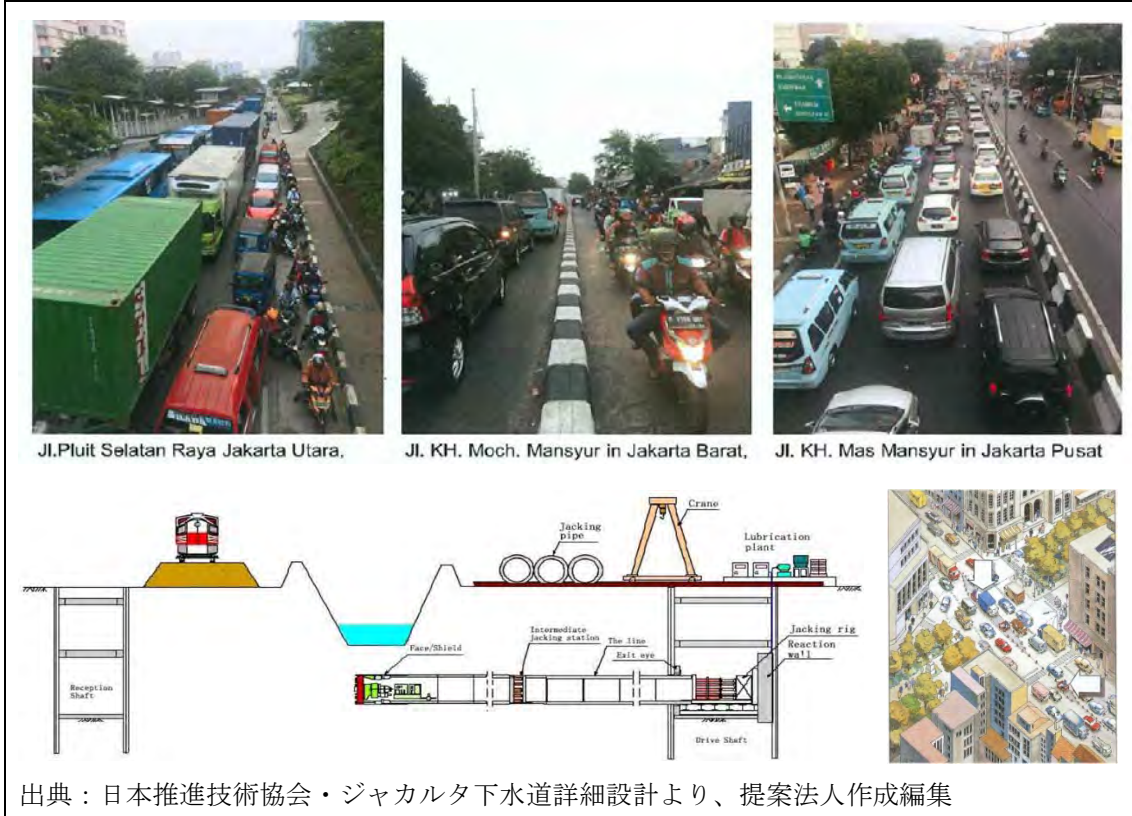 Jl.Pluit Selatan Raya Jakarta Utara,
Jl. KH. Moch. Mansyur in Jakarta Barat,
Jl. KH. Mas Mansyur in Jakarta Pusat
Crane
Jacking
pipe
Lubrication
plant
Intermediate
jacking station
The line
Exit eye
Face/Shield
Jacking rig
Reaction
wall
Reception
Shaft
Drive Shaft
出典：日本推進技術協会・ジャカルタ下水道詳細設計より、提案法人作成編集